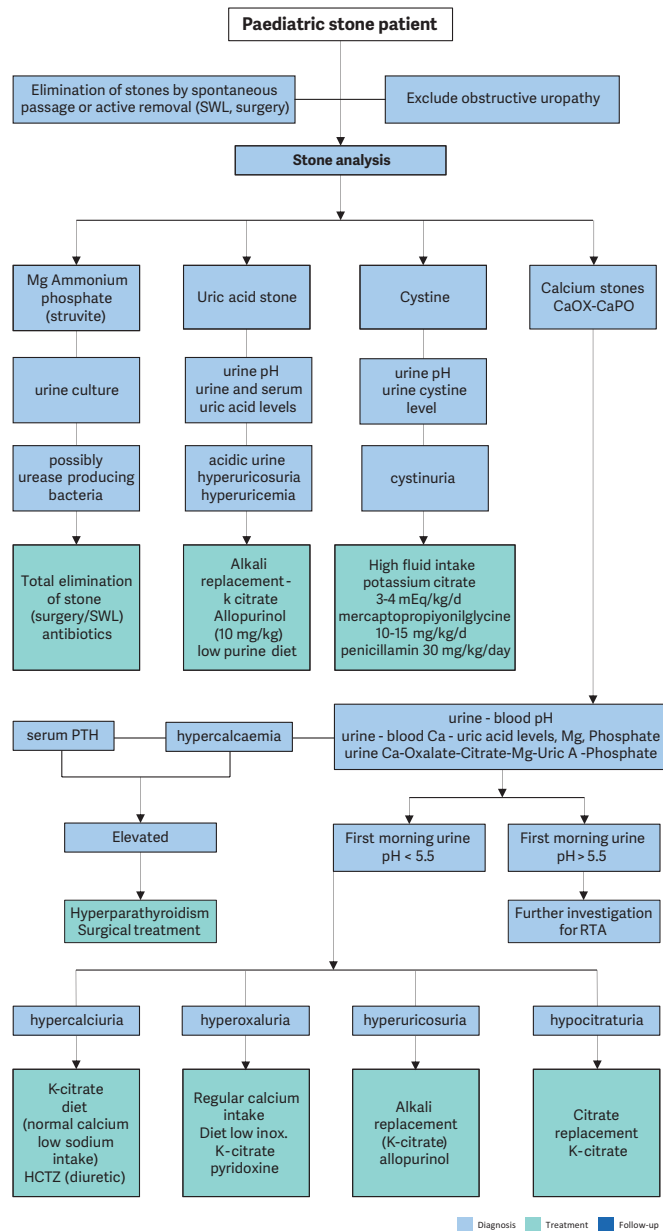 Paediatric stone patient
Elimination of stones by spontaneous
passage or active removal (SWL, surgery)
Exclude obstructive uropathy
Stone analysis
Mg Ammonium
phosphate
(struvite)
Uric acid stone
Cystine
Calcium stones
CaOX-CaPO
urine culture
urine pH
urine and serum
uric acid levels
urine pH
urine cystine
level
possibly
urease producing
bacteria
acidic urine
hyperuricosuria
hyperuricemia
cystinuria
Total elimination
of stone
(surgery/SWL)
antibiotics
Alkali
replacement-
k citrate
Allopurinol
(10 mg/kg)
low purine diet
High fluid intake
potassium citrate
3-4 mEq/kg/d
mercaptopropiyonilglycine
10-15 mg/kg/d
penicillamin 30 mg/kg/day
serum PTH
hypercalcaemia
urine - blood pH
urine - blood Ca - uric acid levels, Mg, Phosphate
urine Ca-Oxalate-Citrate-Mg-Uric A -Phosphate
Elevated
First morning urine
pH < 5.5
First morning urine
pH > 5.5
Hyperparathyroidism
Surgical treatment
Further investigation
for RTA
hypercalciuria
hyperoxaluria
hyperuricosuria
hypocitraturia
K-citrate
diet
(normal calcium
low sodium
intake)
HCTZ (diuretic)
Regular calcium
intake
Diet low inox.
K-citrate
pyridoxine
Alkali
replacement
(K-citrate)
allopurinol
Citrate
replacement
K-citrate
Diagnosis
Treatment
Follow-up